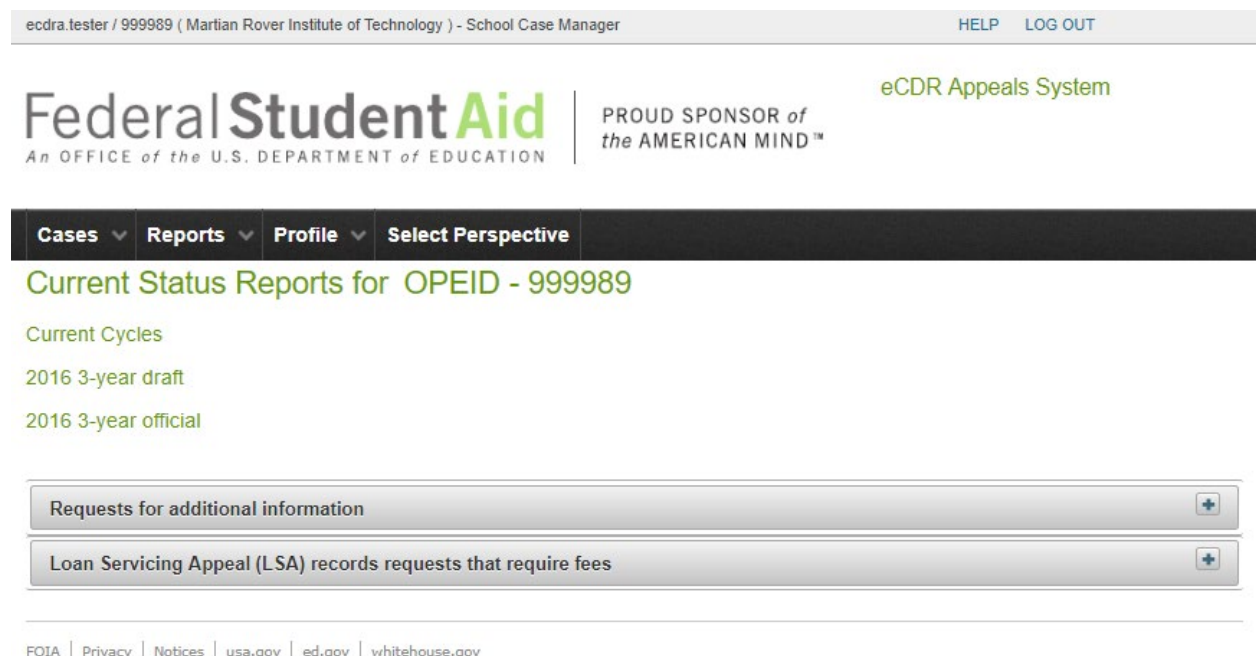 ecdra.tester / 999989 ( Martian Rover Institute of Technology ) - School Case Manager HELP LOG OUT
eCDR Appeals System
Federal Student Aid
An OFFICE of the U.S. DEPARTMENT of EDUCATION
PROUD SPONSOR of
the AMERICAN MIND™
Cases Reports Profile Select Perspective
Current Status Reports for OPEID - 999989
Current Cycles
2016 3-year draft
2016 3-year official
Requests for additional information
Loan Servicing Appeal (LSA) records requests that require fees
FOIA | Privacy | Notices | usa.gov | ed.gov | whitehouse.gov